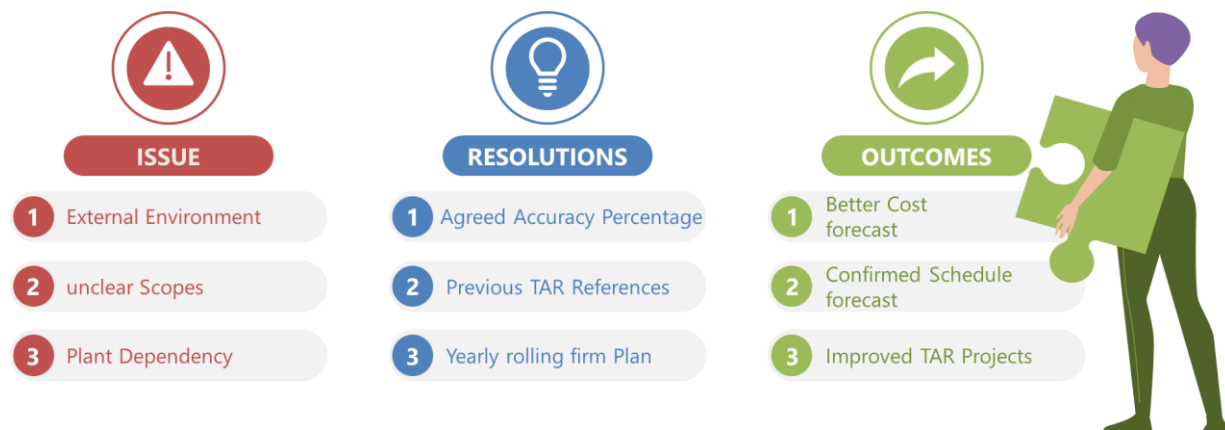 ISSUE
1 External Environment
2 unclear Scopes
3 Plant Dependency
RESOLUTIONS
1 Agreed Accuracy Percentage
2 Previous TAR References
3 Yearly rolling firm Plan
OUTCOMES
1 Better Cost
forecast
2 Confirmed Schedule
forecast
3 Improved TAR Projects